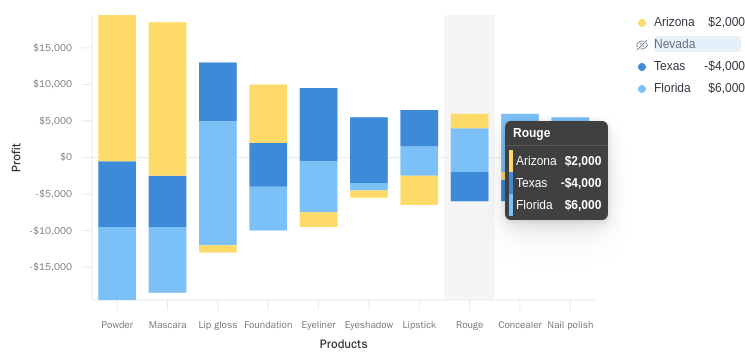 Arizona $2,000
Nevada
Texas -$4,000
Florida $6,000
Profit
$15,000
$10,000
$5,000
$0
-$5,000
-$10,000
-$15,000
Rouge
Arizona $2,000
Texas -$4,000
Florida $6,000
Powder Mascara Lip gloss Foundation Eyeliner Eyeshadow Lipstick Rouge Concealer Nail polish
Products